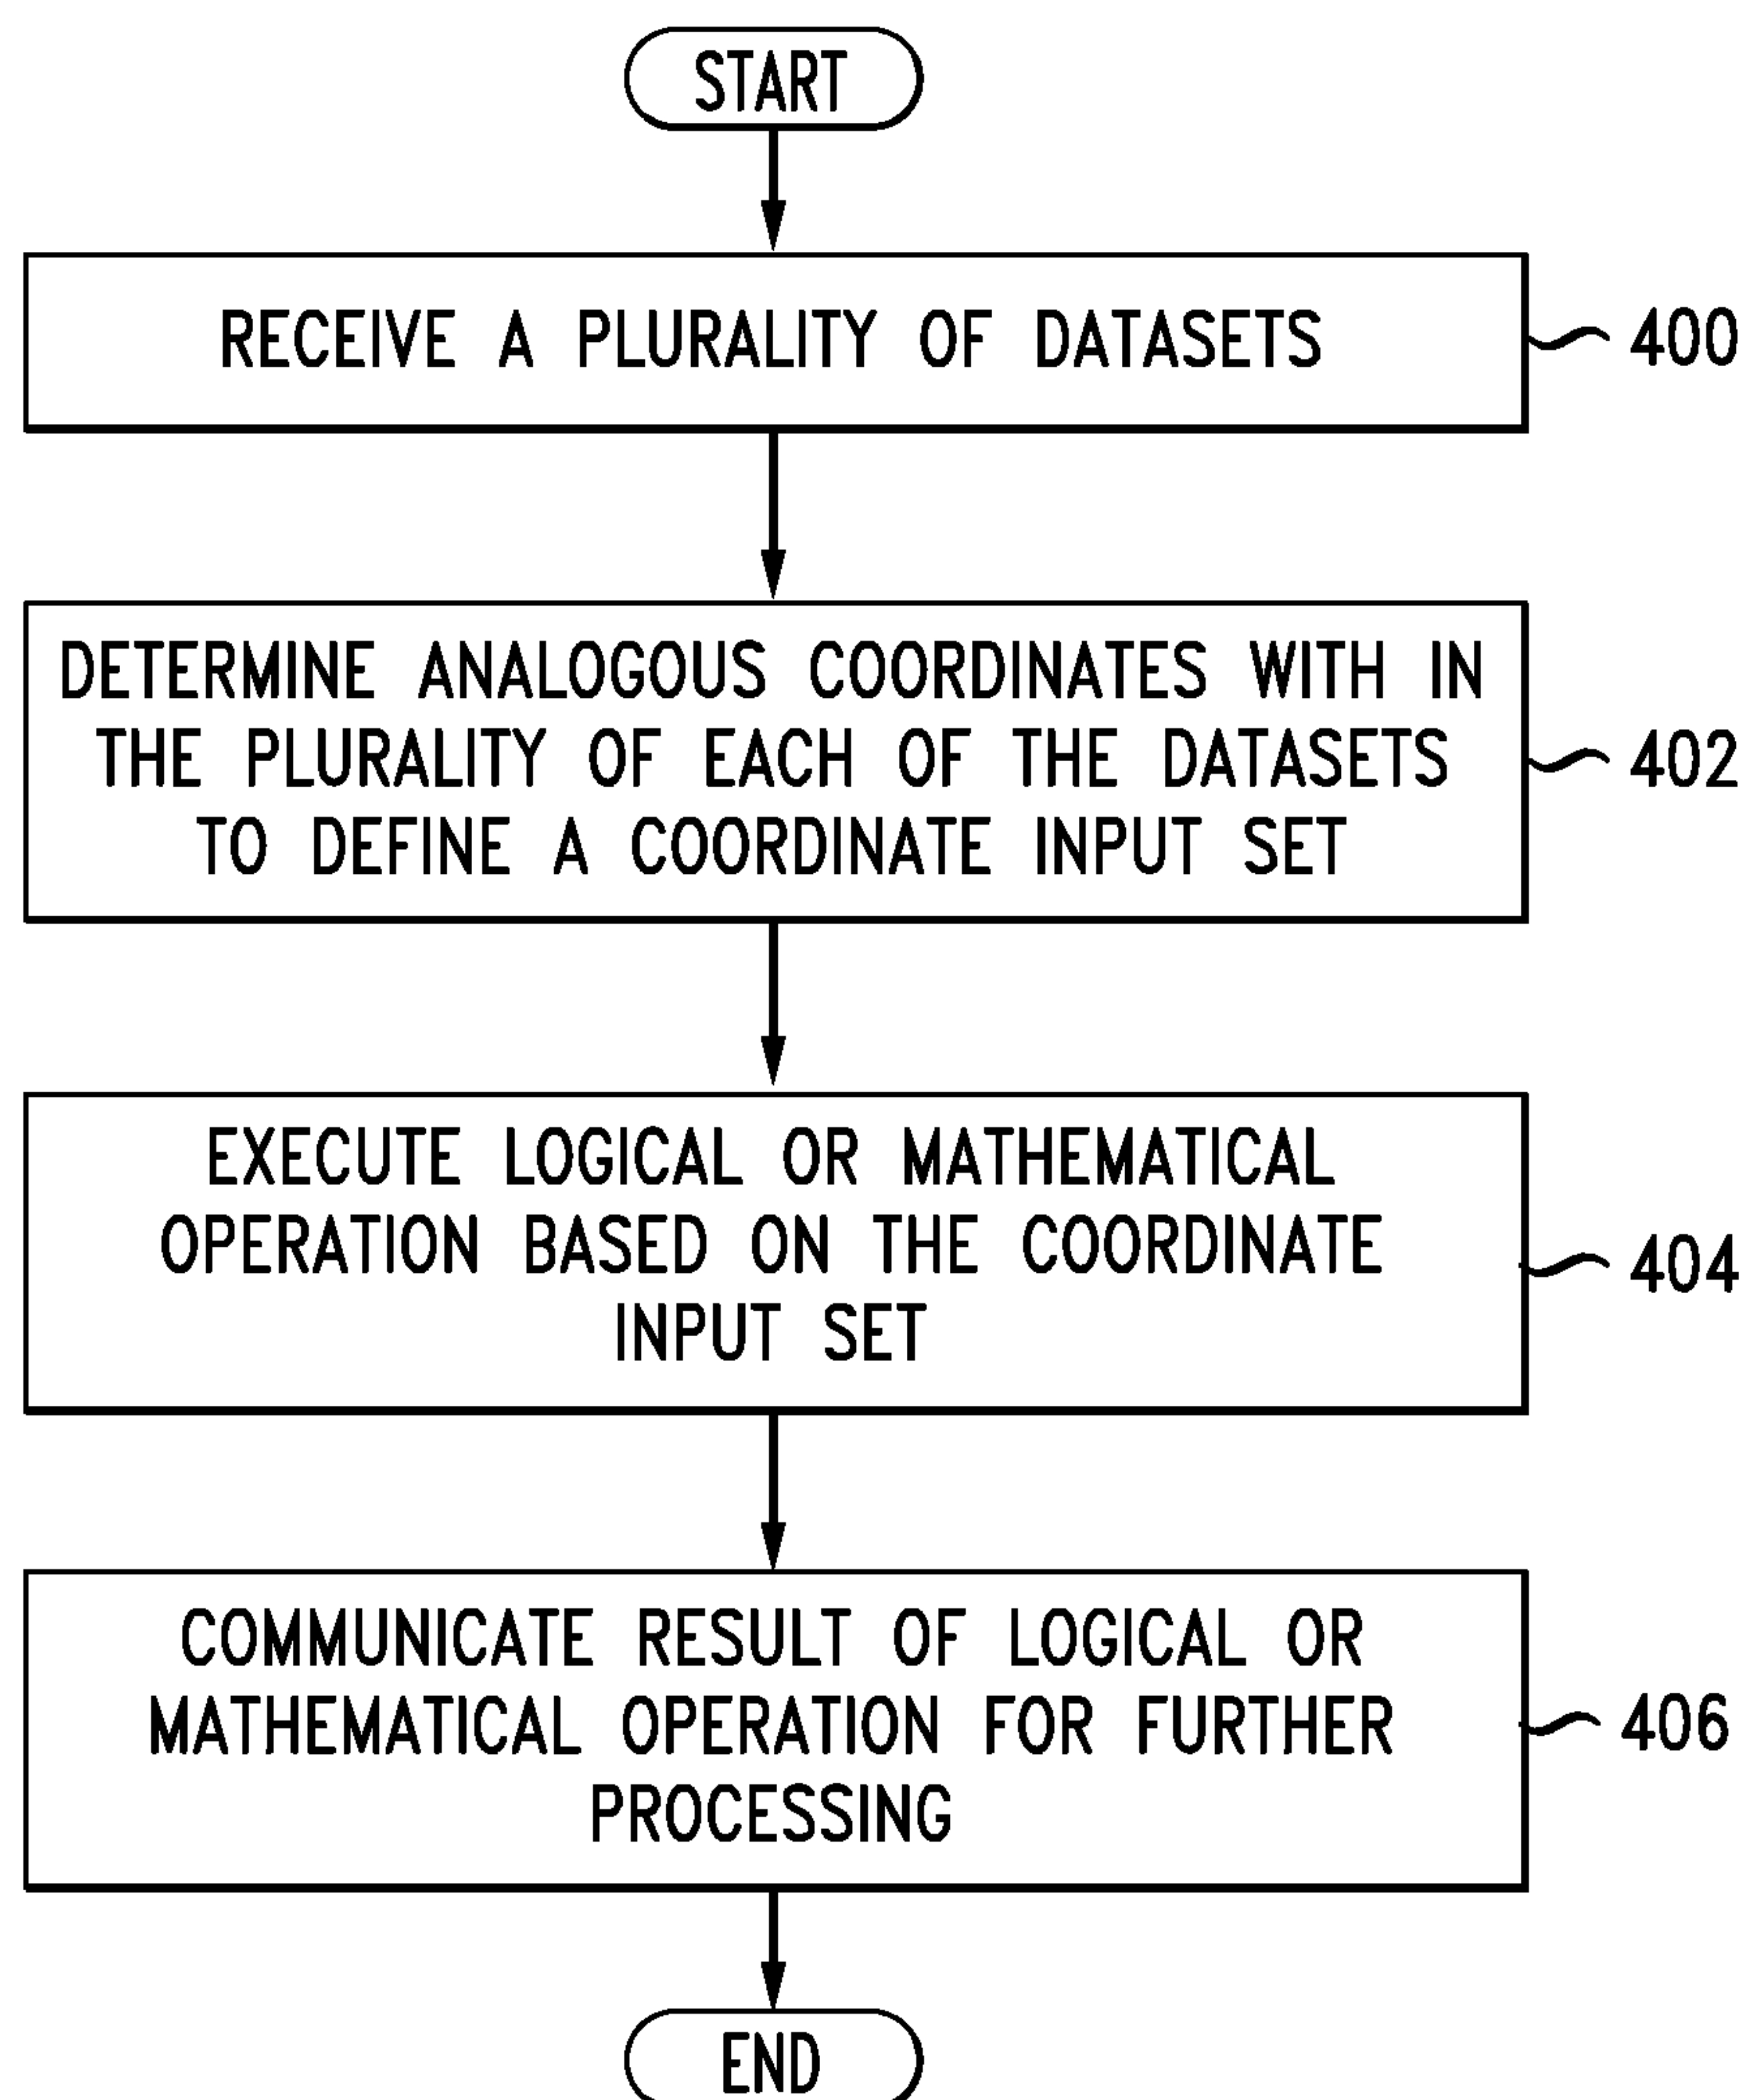 START
RECEIVE A PLURALITY OF DATASETS
400
DETERMINE ANALOGOUS COORDINATES WITH IN
THE PLURALITY OF EACH OF THE DATASETS
TO DEFINE A COORDINATE INPUT SET
402
EXECUTE LOGICAL OR MATHEMATICAL
OPERATION BASED ON THE COORDINATE
INPUT SET
404
COMMUNICATE RESULT OF LOGICAL OR
MATHEMATICAL OPERATION FOR FURTHER
PROCESSING
406
END